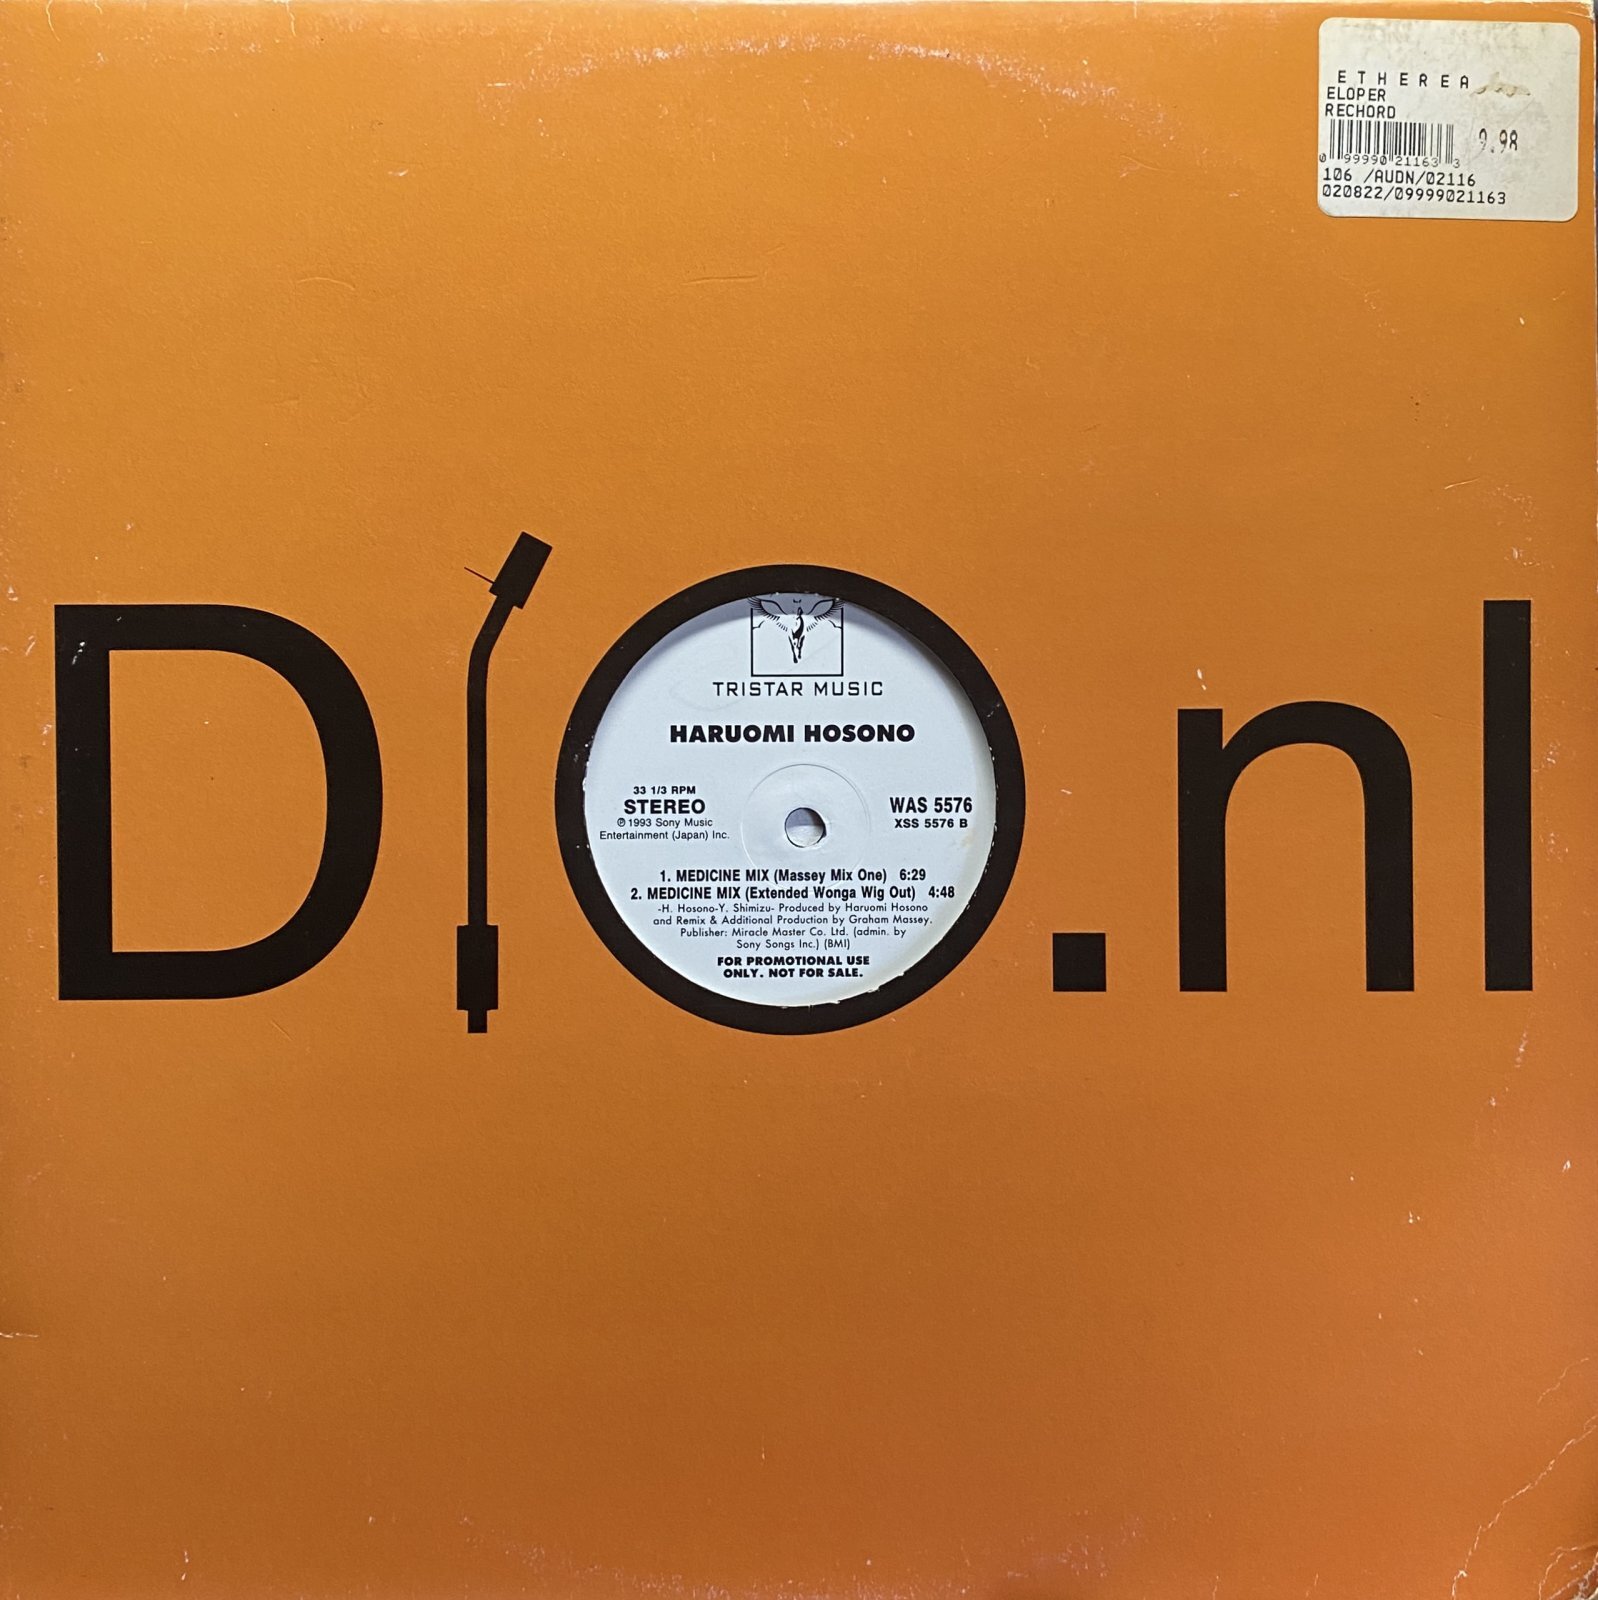 E T H E R E A
ELOPER
RECHORD
9.98
0 99990 21163 3
106 /AUDN/02116
020822/09999021163
DIO.nl
TRISTAR MUSIC
HARUOMI HOSONO
33 1/3 RPM
STEREO
℗ 1993 Sony Music
Entertainment (Japan) Inc.
WAS 5576
XSS 5576 B
1. MEDICINE MIX (Massey Mix One) 6:29
2. MEDICINE MIX (Extended Wonga Wig Out) 4:48
-H. Hosono-Y. Shimizu- Produced by Haruomi Hosono
and Remix & Additional Production by Graham Massey.
Publisher: Miracle Master Co. Ltd. (admin. by
Sony Songs Inc.) (BMI)
FOR PROMOTIONAL USE
ONLY. NOT FOR SALE.